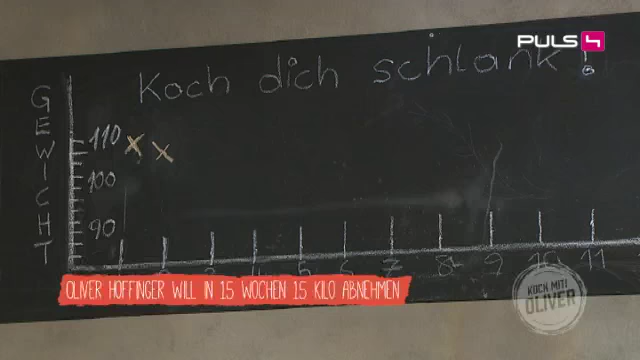 PULS 4
Koch dich schlank!
GEWICHT
110
100
90
7 8 9 10 11
OLIVER HOFFINGER WILL IN 15 WOCHEN 15 KILO ABNEHMEN
KOCH MIT!
OLIVER